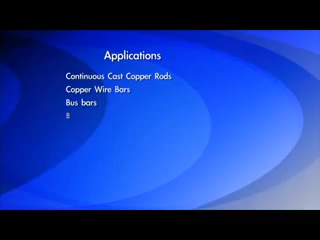 Applications
Continuous Cast Copper Rods
Copper Wire Bars
Bus bars
B